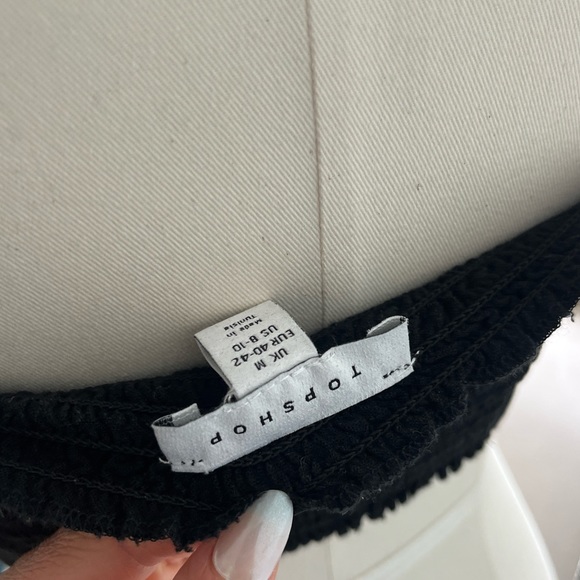 TOPSHOP
UK M
EUR 40-42
US 8-10
Made in
Tunisia